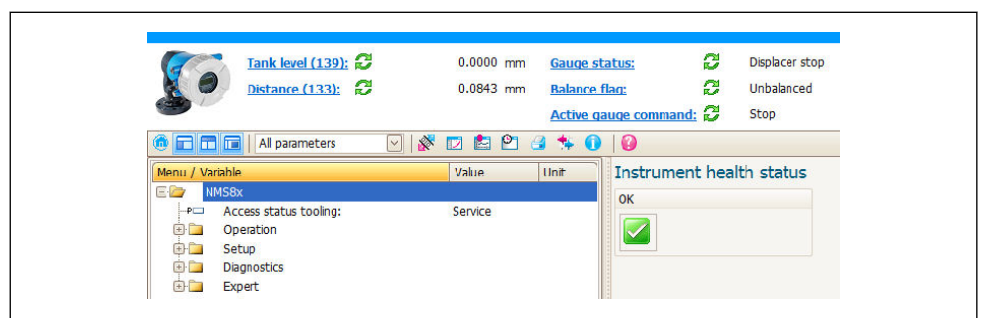 Tank level (139): 0.0000 mm Gauge status: Displacer stop
Distance (133): 0.0843 mm Balance flag: Unbalanced
Active gauge command: Stop
All parameters
Menu / Variable Value Unit Instrument health status
NMS8x OK
Access status tooling: Service
Operation
Setup
Diagnostics
Expert